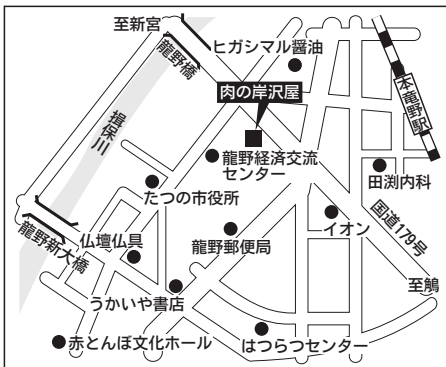 至新宮
龍野橋
ヒガシマル醤油
肉の岸沢屋
本竜野駅
揖保川
龍野経済交流
センター
田渕内科
たつの市役所
国道179号
龍野新大橋
仏壇仏具
龍野郵便局
イオン
至鵤
うかいや書店
赤とんぼ文化ホール
はつらつセンター